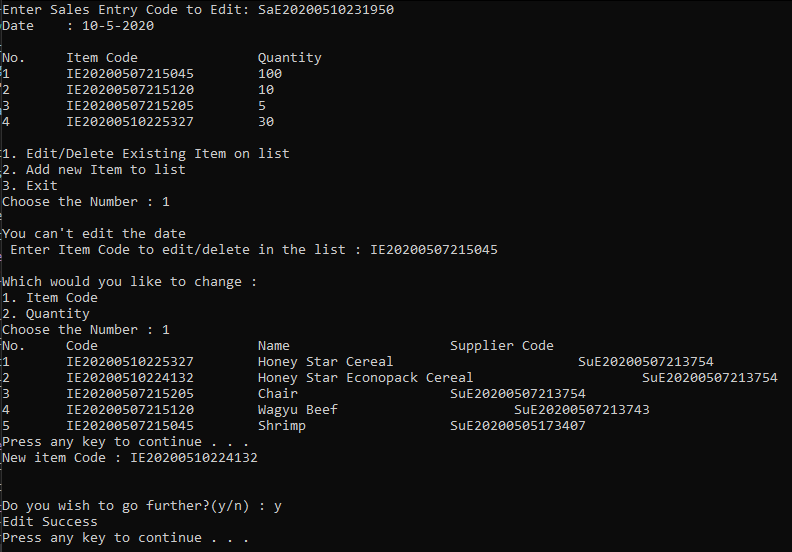 Enter Sales Entry Code to Edit: SaE20200510231950
Date    : 10-5-2020
No.     Item Code               Quantity
1       IE20200507215045        100
2       IE20200507215120        10
3       IE20200507215205        5
4       IE20200510225327        30
1. Edit/Delete Existing Item on list
2. Add new Item to list
3. Exit
Choose the Number : 1
You can't edit the date
 Enter Item Code to edit/delete in the list : IE20200507215045
Which would you like to change :
1. Item Code
2. Quantity
Choose the Number : 1
No.     Code                    Name                    Supplier Code
1       IE20200510225327        Honey Star Cereal                       SuE20200507213754
2       IE20200510224132        Honey Star Econopack Cereal                     SuE20200507213754
3       IE20200507215205        Chair                   SuE20200507213754
4       IE20200507215120        Wagyu Beef                      SuE20200507213743
5       IE20200507215045        Shrimp                  SuE20200505173407
Press any key to continue . . .
New item Code : IE20200510224132
Do you wish to go further?(y/n) : y
Edit Success
Press any key to continue . . .